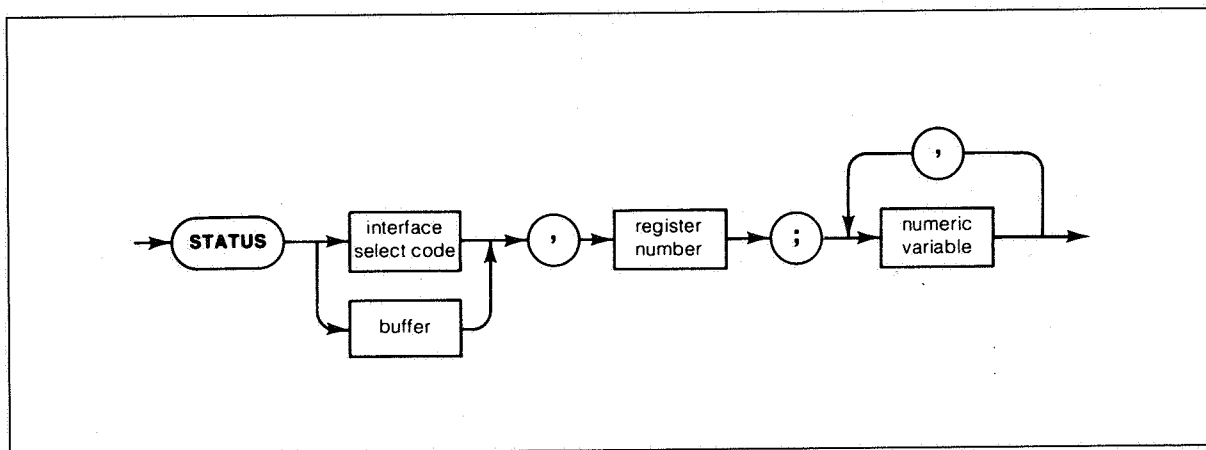 ,
STATUS
interface
select code
,
register
number
;
numeric
variable
buffer